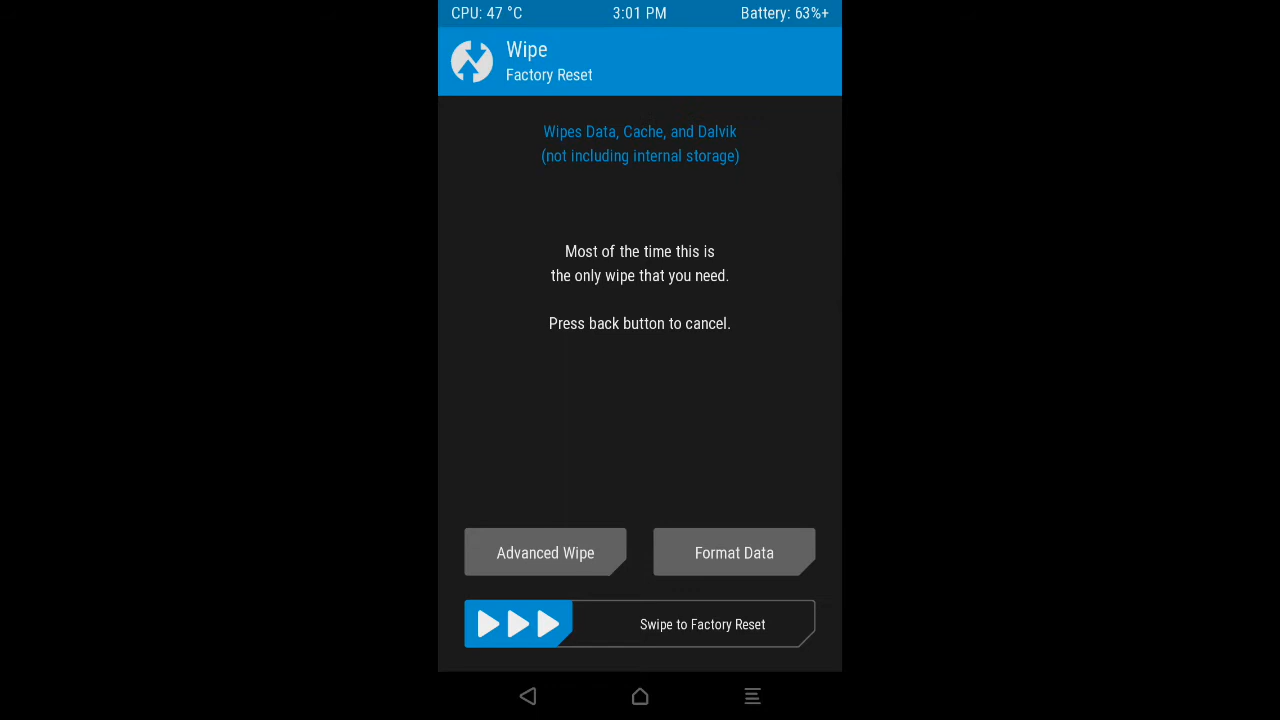 CPU: 47 °C 3:01 PM Battery: 63%+
Wipe
Factory Reset
Wipes Data, Cache, and Dalvik
(not including internal storage)
Most of the time this is
the only wipe that you need.
Press back button to cancel.
Advanced Wipe Format Data
Swipe to Factory Reset